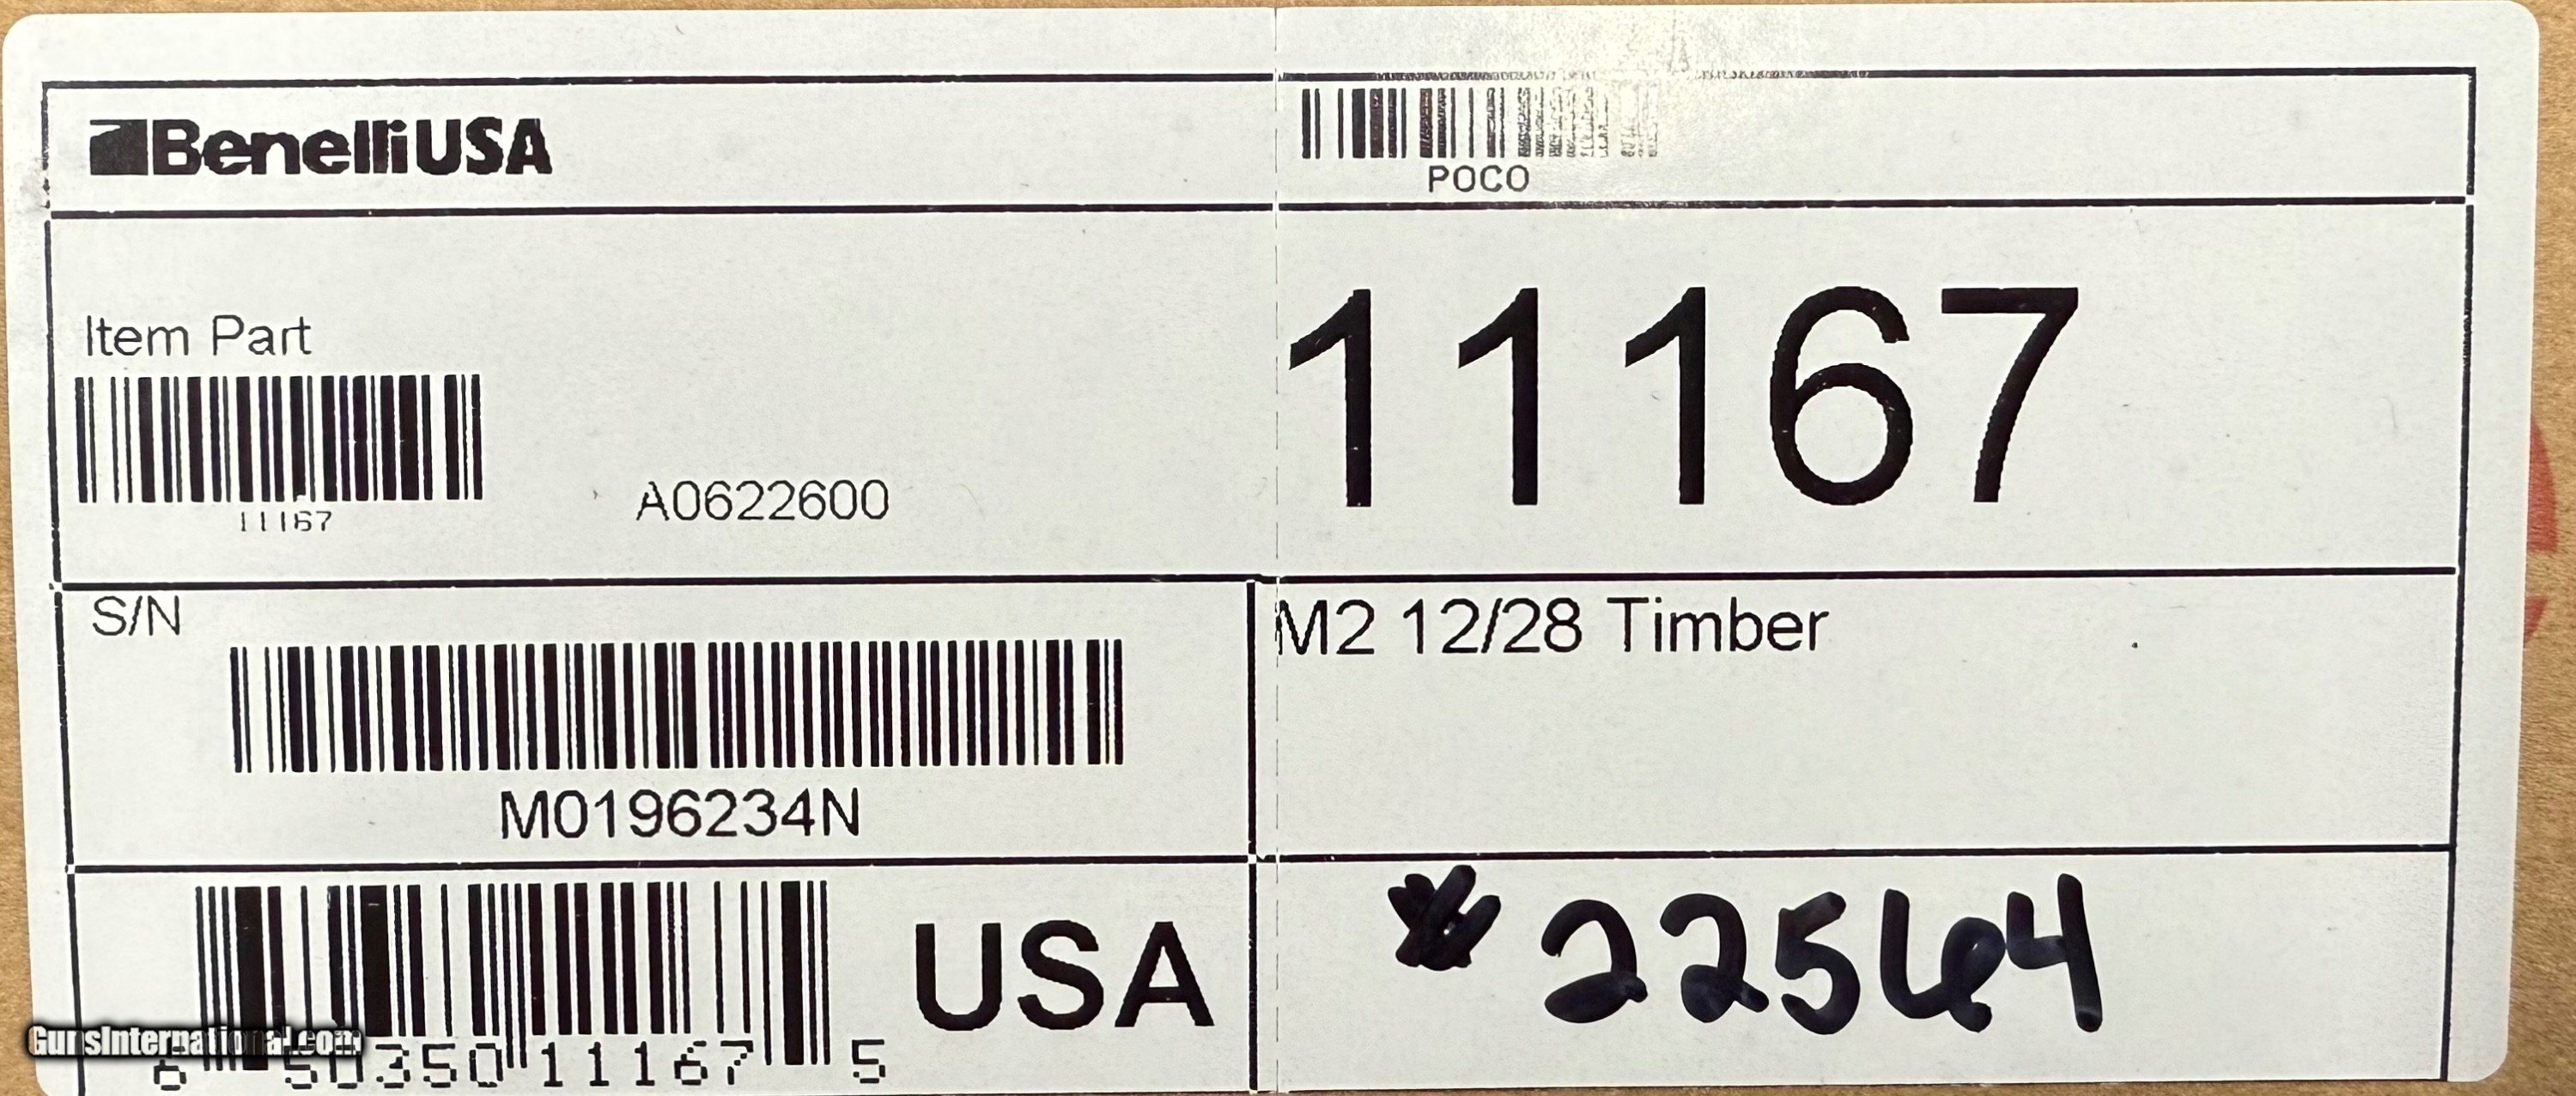 BenelliUSA
POCO
Item Part
11167
11167
A0622600
S/N
M2 12/28 Timber
M0196234N
USA
*22564
GunsInternational.com
6 50350 11167 5